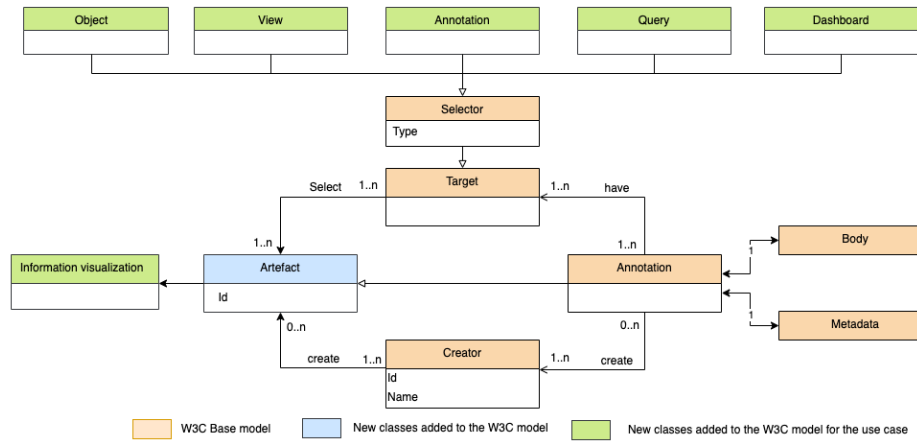 Object
View
Annotation
Query
Dashboard
Selector
Type
Target
Select
1..n
1..n
have
1..n
1..n
Body
1
Information visualization
Artefact
Annotation
Id
1
Metadata
0..n
0..n
create
1..n
Creator
1..n
create
Id
Name
W3C Base model
New classes added to the W3C model
New classes added to the W3C model for the use case